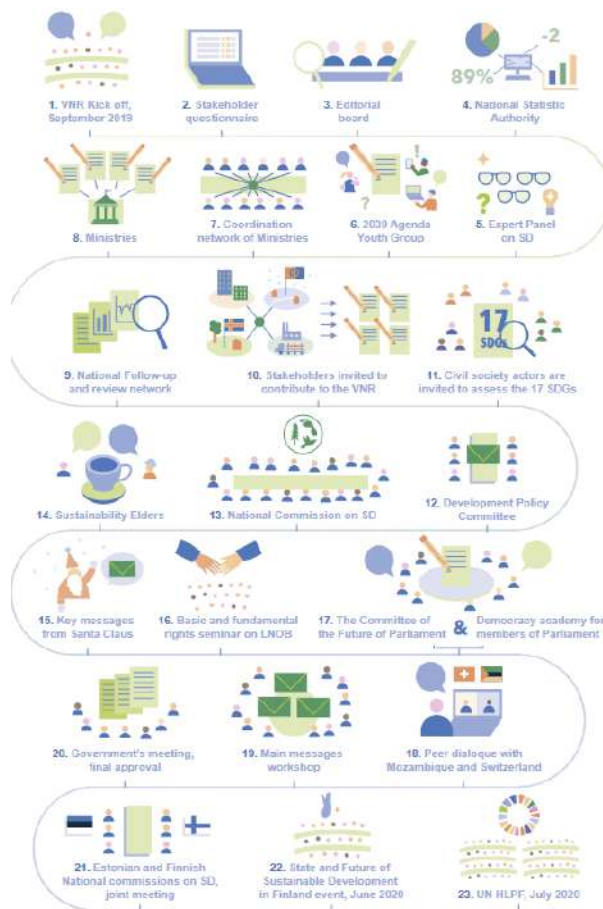 1. VNR Kick off,
September 2019
2. Stakeholder
questionnaire
3. Editorial
board
89%
-2
4. National Statistic
Authority
?
5. Expert Panel
on SD
?
6. 2030 Agenda
Youth Group
7. Coordination
network of Ministries
8. Ministries
9. National Follow-up
and review network
10. Stakeholders invited to
contribute to the VNR
17
SDGs
11. Civil society actors are
invited to assess the 17 SDGs
12. Development Policy
Committee
13. National Commission on SD
14. Sustainability Elders
15. Key messages
from Santa Claus
16. Basic and fundamental
rights seminar on LNOB
17. The Committee of
the Future of Parliament
&
Democracy academy for
members of Parliament
18. Peer dialogue with
Mozambique and Switzerland
19. Main messages
workshop
20. Government's meeting,
final approval
21. Estonian and Finnish
National commissions on SD,
joint meeting
22. State and Future of
Sustainable Development
in Finland event, June 2020
23. UN HLPF, July 2020